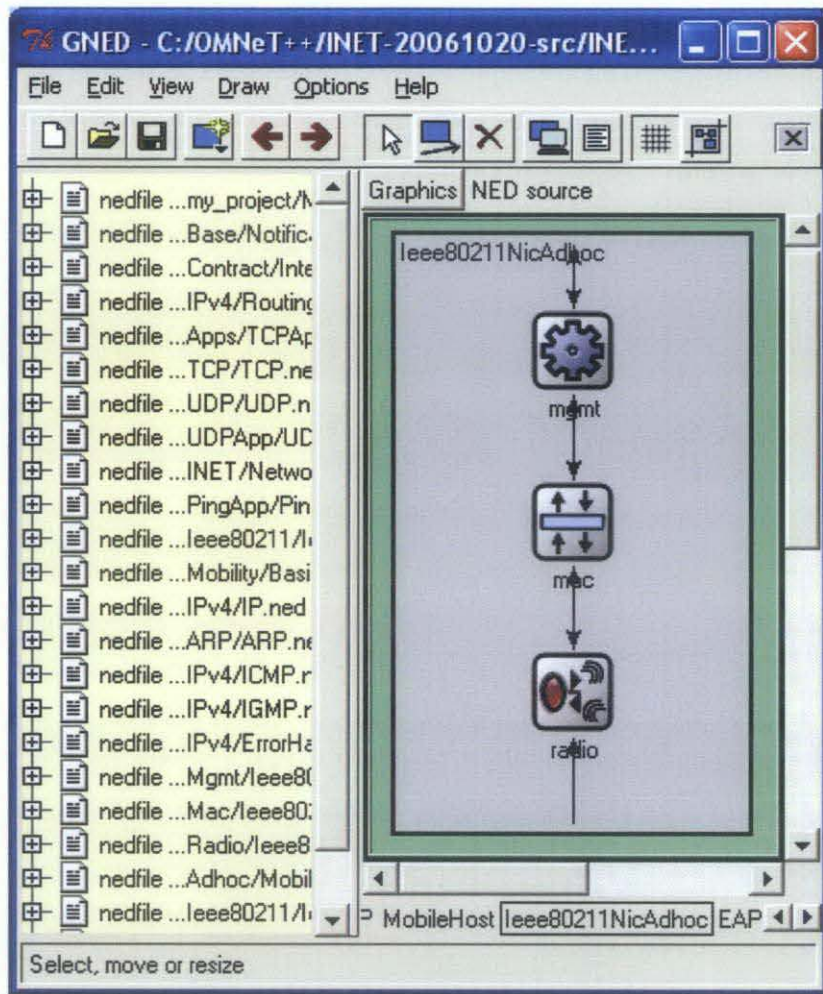 GNED - C:/OMNeT++/INET-20061020-src/INE...
File Edit View Draw Options Help
nedfile ...my_project/N
nedfile ...Base/Notific
nedfile ...Contract/Inte
nedfile ...IPv4/Routing
nedfile ...Apps/TCPAp
nedfile ...TCP/TCP.ne
nedfile ...UDP/UDP.n
nedfile ...UDPApp/UD
nedfile ...INET/Netwo
nedfile ...PingApp/Pin
nedfile ...Ieee80211/I
nedfile ...Mobility/Basi
nedfile ...IPv4/IP.ned
nedfile ...ARP/ARP.ne
nedfile ...IPv4/ICMP.r
nedfile ...IPv4/IGMP.r
nedfile ...IPv4/ErrorHa
nedfile ...Mgmt/Ieee80
nedfile ...Mac/Ieee80
nedfile ...Radio/Ieee8
nedfile ...Adhoc/Mobil
nedfile ...Ieee80211/I
Graphics NED source
Ieee80211NicAdhoc
mgmt
mac
radio
P MobileHost Ieee80211NicAdhoc EAP
Select, move or resize